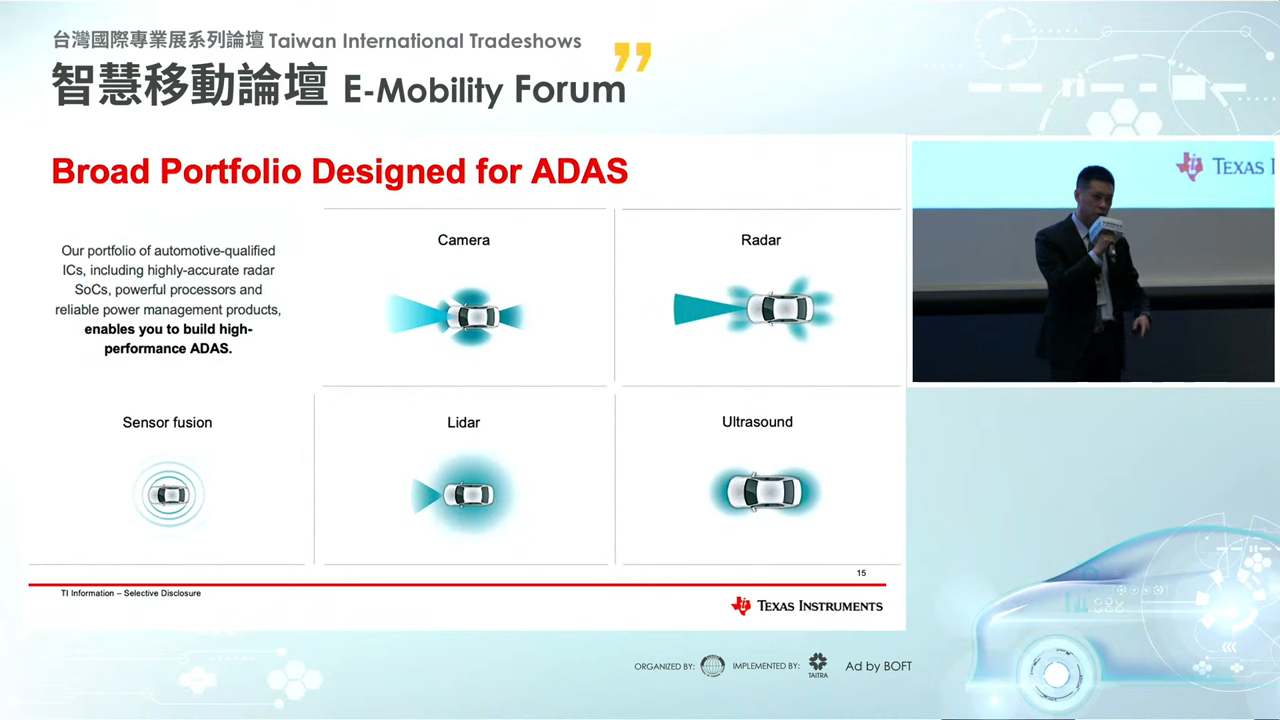 台灣國際專業展系列論壇 Taiwan International Tradeshows
智慧移動論壇 E-Mobility Forum
Broad Portfolio Designed for ADAS
Our portfolio of automotive-qualified
ICs, including highly-accurate radar
SoCs, powerful processors and
reliable power management products,
enables you to build high-
performance ADAS.
Camera
Radar
Sensor fusion
Lidar
Ultrasound
15
TI Information – Selective Disclosure
TEXAS INSTRUMENTS
TEXAS I
ORGANIZED BY:
IMPLEMENTED BY:
TAITRA
Ad by BOFT